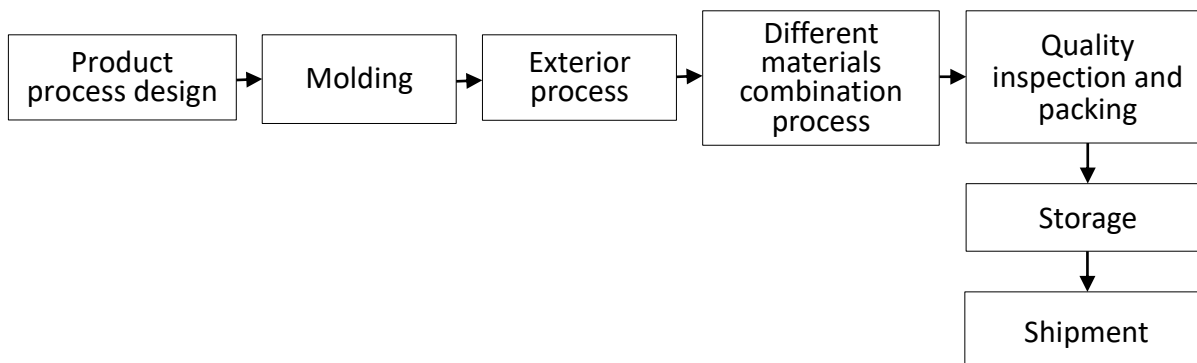 Product
process design
Molding
Exterior
process
Different
materials
combination
process
Quality
inspection and
packing
Storage
Shipment